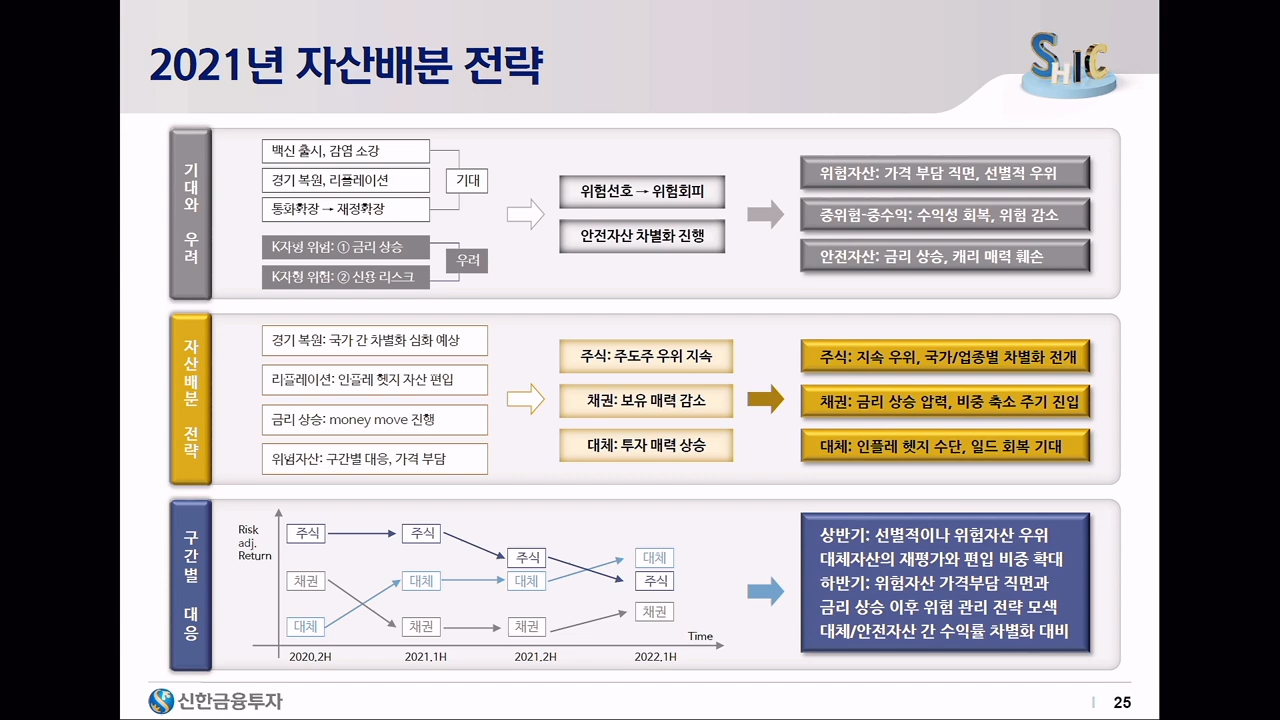 2021년 자산배분 전략
SHIC
기대와 우려
백신 출시, 감염 소강
경기 복원, 리플레이션
통화확장 → 재정확장
기대
K자형 위험: ① 금리 상승
K자형 위험: ② 신용 리스크
우려
위험선호 → 위험회피
안전자산 차별화 진행
위험자산: 가격 부담 직면, 선별적 우위
중위험-중수익: 수익성 회복, 위험 감소
안전자산: 금리 상승, 캐리 매력 훼손
자산배분 전략
경기 복원: 국가 간 차별화 심화 예상
리플레이션: 인플레 헷지 자산 편입
금리 상승: money move 진행
위험자산: 구간별 대응, 가격 부담
주식: 주도주 우위 지속
채권: 보유 매력 감소
대체: 투자 매력 상승
주식: 지속 우위, 국가/업종별 차별화 전개
채권: 금리 상승 압력, 비중 축소 주기 진입
대체: 인플레 헷지 수단, 일드 회복 기대
구간별 대응
Risk
adj.
Return
주식 주식 주식 대체
채권 대체 대체 주식
대체 채권 채권 채권
Time
2020.2H 2021.1H 2021.2H 2022.1H
상반기: 선별적이나 위험자산 우위
대체자산의 재평가와 편입 비중 확대
하반기: 위험자산 가격부담 직면과
금리 상승 이후 위험 관리 전략 모색
대체/안전자산 간 수익률 차별화 대비
신한금융투자
25